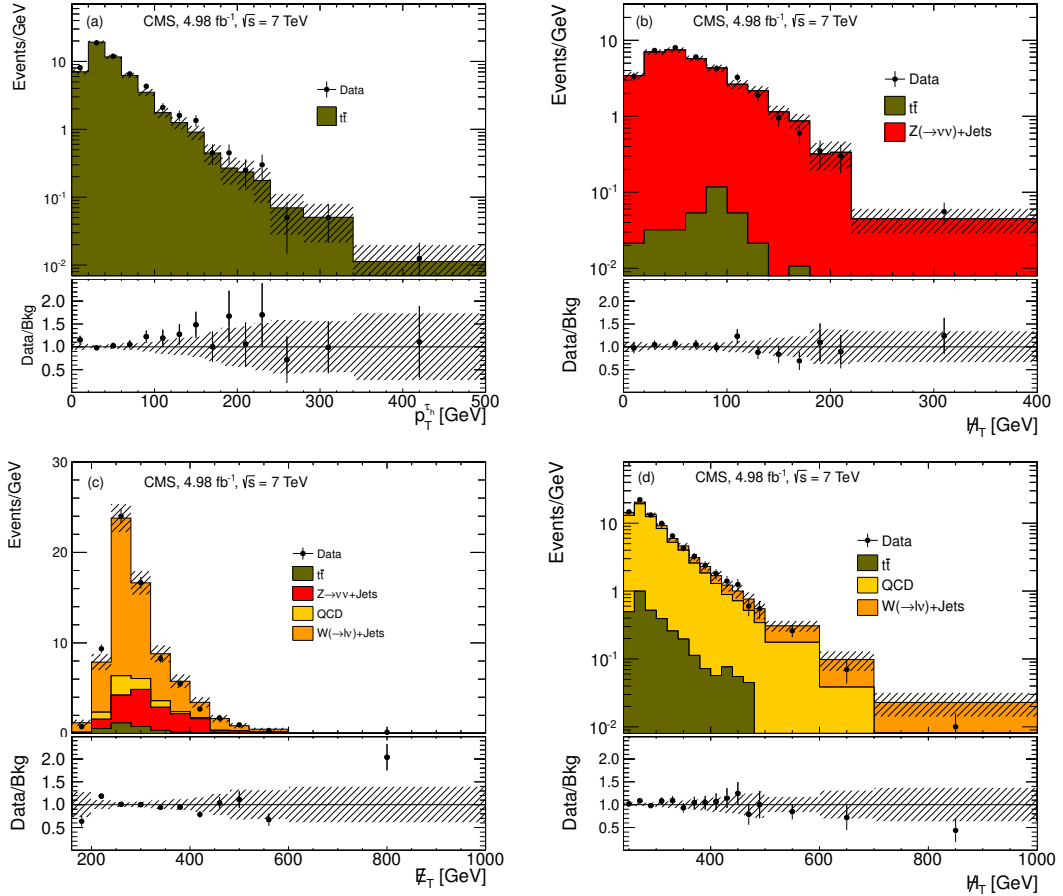 (a) CMS, 4.98 fb⁻¹, √s = 7 TeV
Events/GeV
10
1
10⁻¹
10⁻²
Data
tt̄
Data/Bkg
2.0
1.5
1.0
0.5
0 100 200 300 400 500
p_T^{τ_h} [GeV]
(b) CMS, 4.98 fb⁻¹, √s = 7 TeV
Events/GeV
10
1
10⁻¹
10⁻²
Data
tt̄
Z(→νν)+Jets
Data/Bkg
2.0
1.5
1.0
0.5
0 100 200 300 400
H̸_T [GeV]
(c) CMS, 4.98 fb⁻¹, √s = 7 TeV
Events/GeV
30
24
16
8
0
Data
tt̄
Z→νν+Jets
QCD
W(→lν)+Jets
Data/Bkg
2.0
1.5
1.0
0.5
200 400 600 800 1000
E̸_T [GeV]
(d) CMS, 4.98 fb⁻¹, √s = 7 TeV
Events/GeV
10
1
10⁻¹
10⁻²
Data
tt̄
QCD
W(→lν)+Jets
Data/Bkg
2.0
1.5
1.0
0.5
400 600 800 1000
H̸_T [GeV]